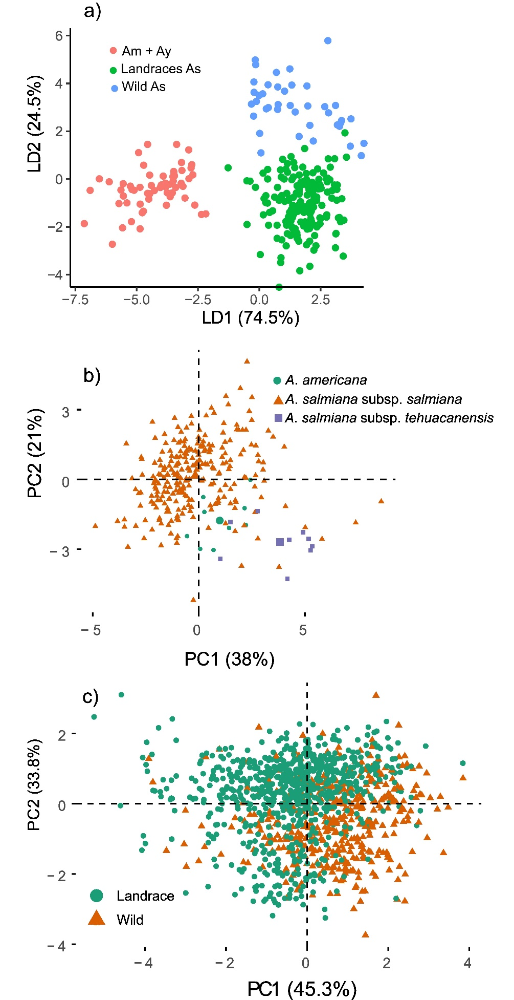 a)
6
4
2
0
−2
−4
LD2 (24.5%)
Am + Ay
Landraces As
Wild As
−7.5 −5.0 −2.5 0.0 2.5
LD1 (74.5%)
b)
3
0
−3
PC2 (21%)
A. americana
A. salmiana subsp. salmiana
A. salmiana subsp. tehuacanensis
−5 0 5
PC1 (38%)
c)
2
0
−2
−4
PC2 (33.8%)
Landrace
Wild
−4 −2 0 2 4
PC1 (45.3%)